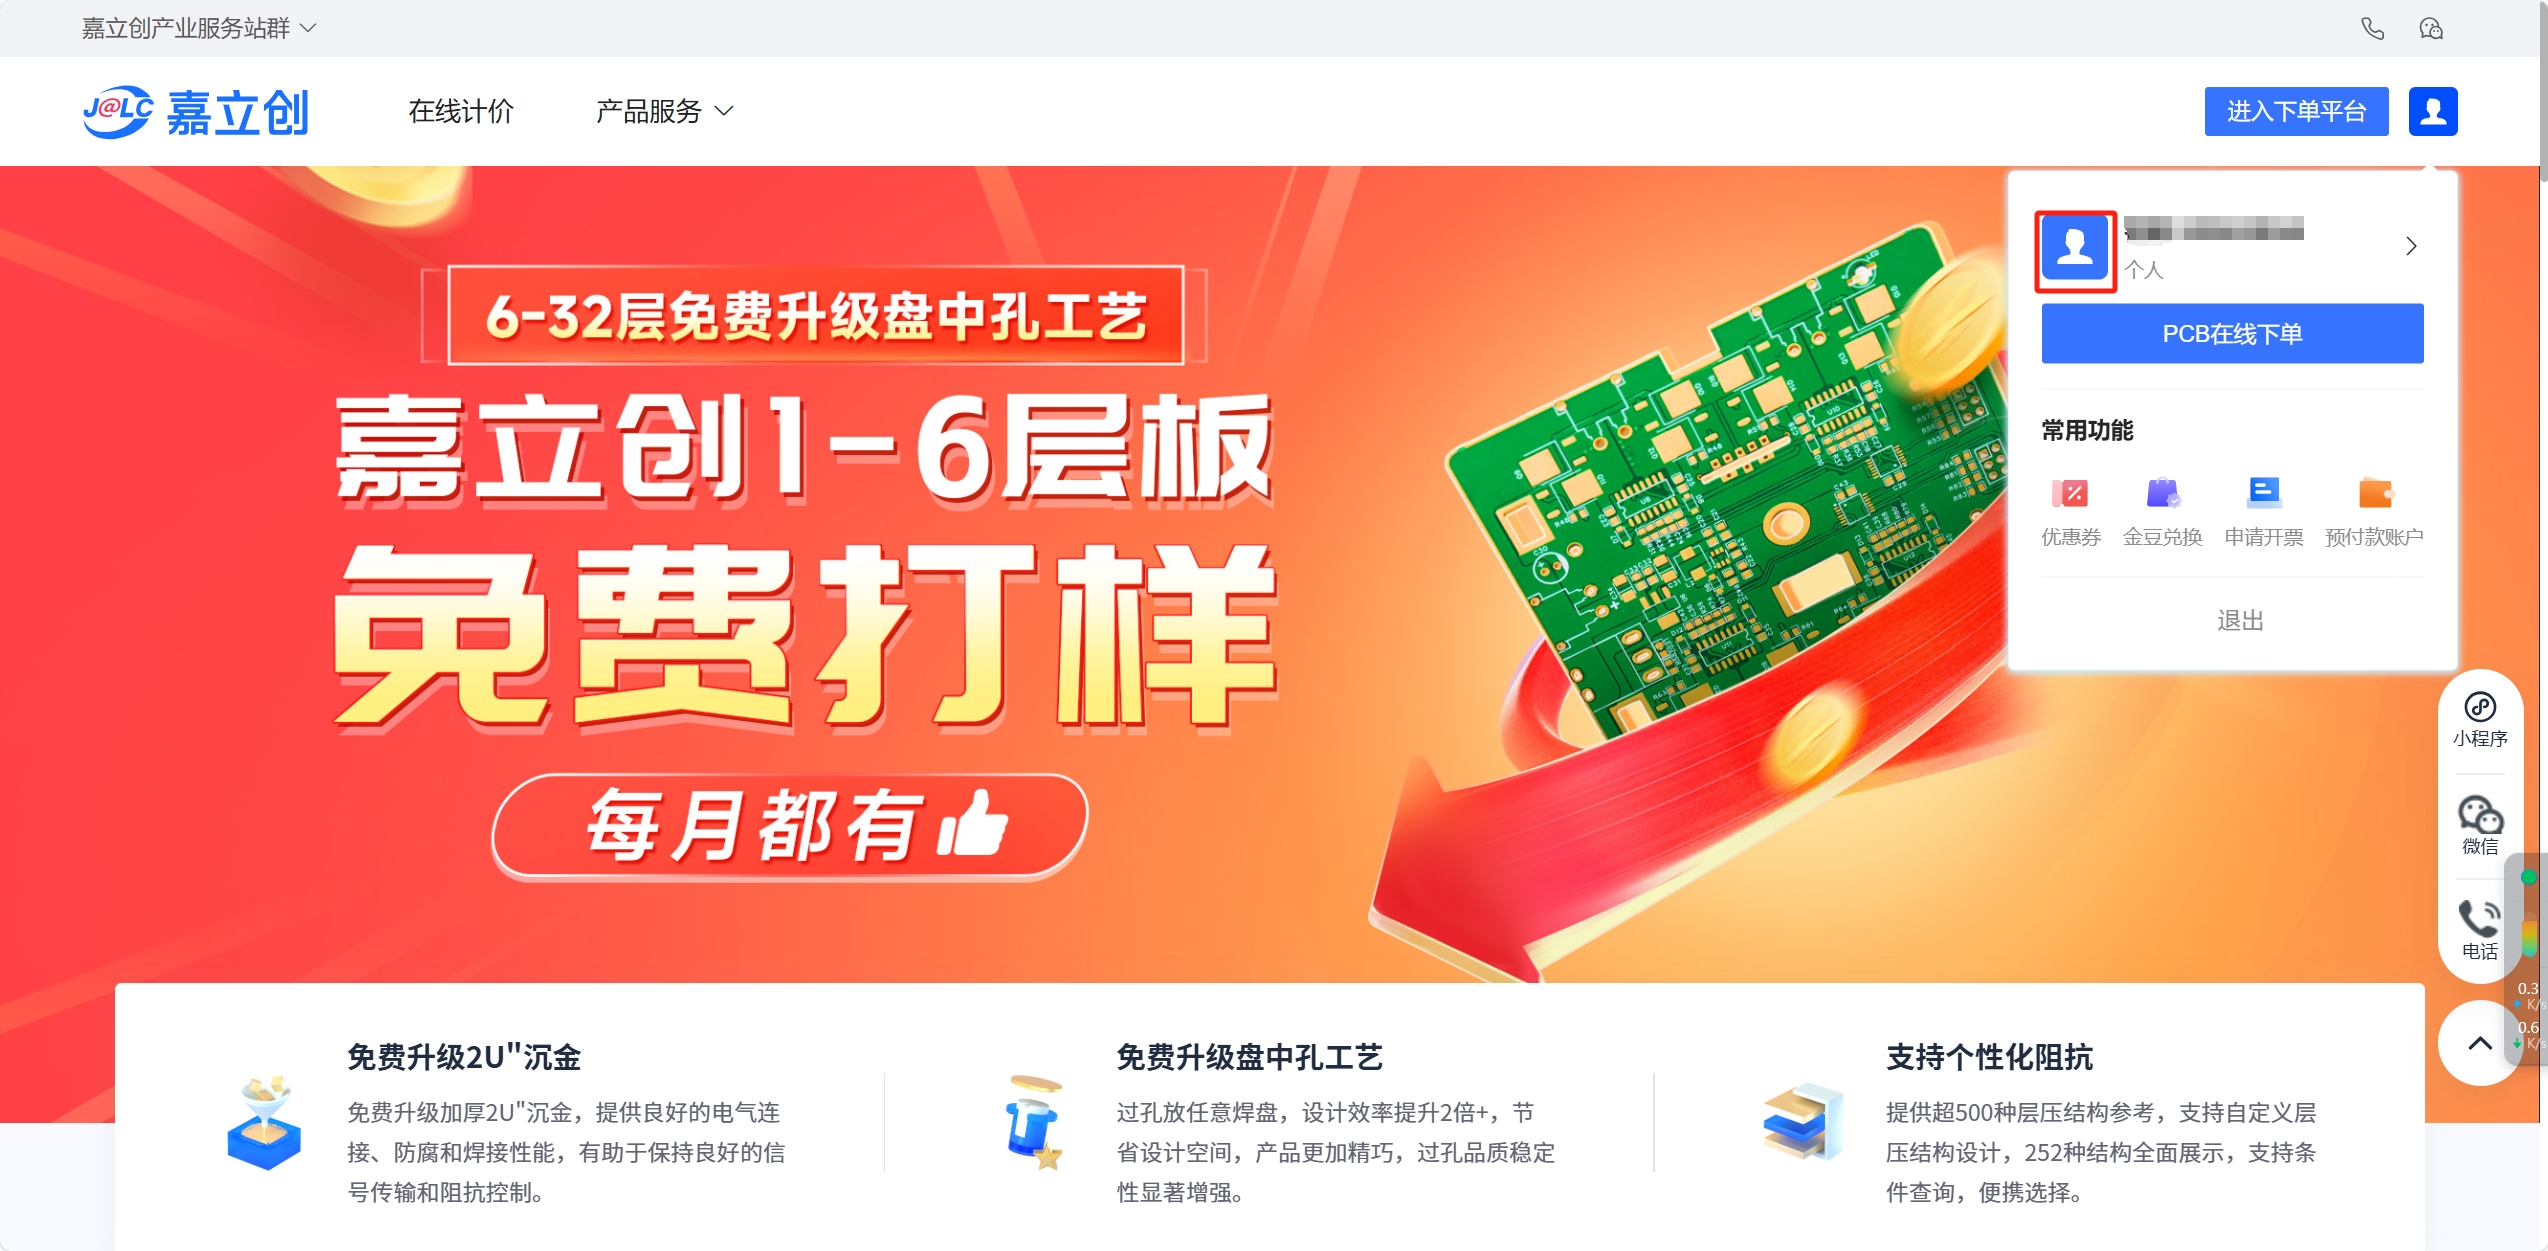 嘉立创产业服务站群
J@LC 嘉立创
在线计价
产品服务
进入下单平台
个人
PCB在线下单
常用功能
优惠券
金豆兑换
申请开票
预付款账户
退出
6-32层免费升级盘中孔工艺
嘉立创1-6层板
免费打样
每月都有
小程序
微信
电话
0.3
K/s
0.6
K/s
免费升级2U"沉金
免费升级加厚2U"沉金，提供良好的电气连
接、防腐和焊接性能，有助于保持良好的信
号传输和阻抗控制。
免费升级盘中孔工艺
过孔放任意焊盘，设计效率提升2倍+，节
省设计空间，产品更加精巧，过孔品质稳定
性显著增强。
支持个性化阻抗
提供超500种层压结构参考，支持自定义层
压结构设计，252种结构全面展示，支持条
件查询，便携选择。